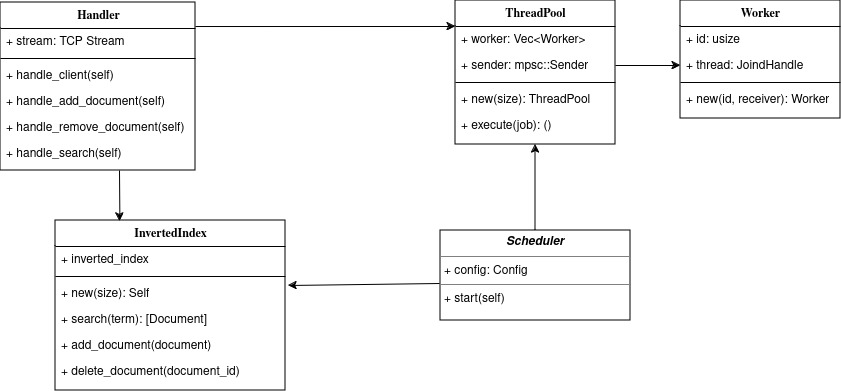 Handler
+ stream: TCP Stream
+ handle_client(self)
+ handle_add_document(self)
+ handle_remove_document(self)
+ handle_search(self)
ThreadPool
+ worker: Vec<Worker>
+ sender: mpsc::Sender
+ new(size): ThreadPool
+ execute(job): ()
Worker
+ id: usize
+ thread: JoindHandle
+ new(id, receiver): Worker
InvertedIndex
+ inverted_index
+ new(size): Self
+ search(term): [Document]
+ add_document(document)
+ delete_document(document_id)
Scheduler
+ config: Config
+ start(self)